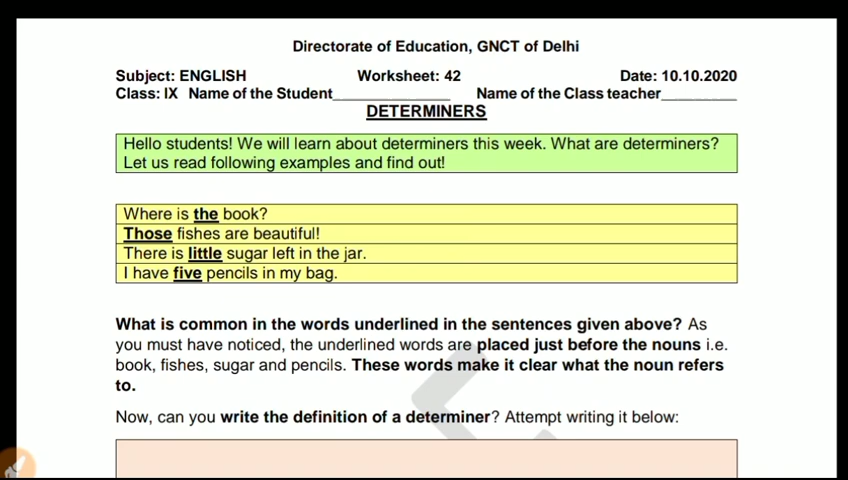 Directorate of Education, GNCT of Delhi
Subject: ENGLISH Worksheet: 42 Date: 10.10.2020
Class: IX Name of the Student______________ Name of the Class teacher_________
DETERMINERS
Hello students! We will learn about determiners this week. What are determiners?
Let us read following examples and find out!
Where is the book?
Those fishes are beautiful!
There is little sugar left in the jar.
I have five pencils in my bag.
What is common in the words underlined in the sentences given above? As
you must have noticed, the underlined words are placed just before the nouns i.e.
book, fishes, sugar and pencils. These words make it clear what the noun refers
to.
Now, can you write the definition of a determiner? Attempt writing it below: